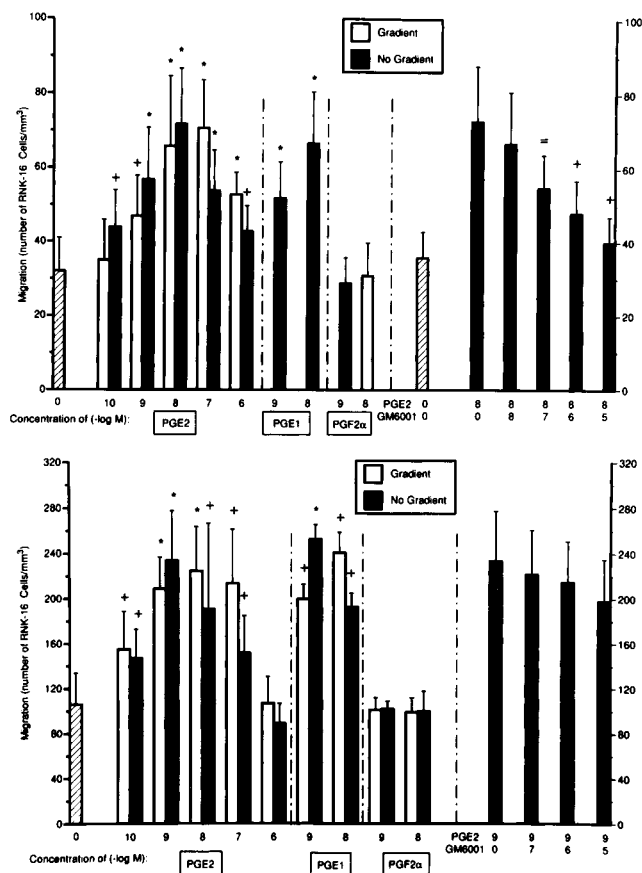 100
80
60
40
20
0
Migration (number of RNK-16 Cells/mm³)
Gradient
No Gradient
* * * * * * * *
+ + + = + +
100
80
60
40
20
0
0 10 9 8 7 6 9 8 9 8 PGE2 0 8 8 8 8 8
GM6001 0 0 8 7 6 5
Concentration of (-log M): PGE2 PGE1 PGF2α
320
280
240
200
160
120
80
40
0
Migration (number of RNK-16 Cells/mm³)
Gradient
No Gradient
* * * *
+ + + + + + + +
320
280
240
200
160
120
80
40
0
0 10 9 8 7 6 9 8 9 8 PGE2 9 9 9 9
GM6001 0 7 6 5
Concentration of (-log M): PGE2 PGE1 PGF2α